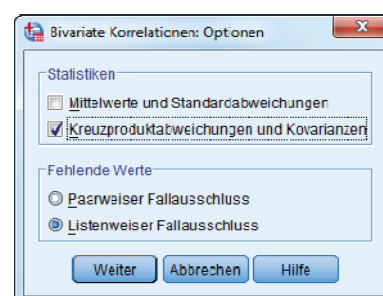 Bivariate Korrelationen: Optionen
Statistiken
Mittelwerte und Standardabweichungen
Kreuzproduktabweichungen und Kovarianzen
Fehlende Werte
Paarweiser Fallausschluss
Listenweiser Fallausschluss
Weiter Abbrechen Hilfe